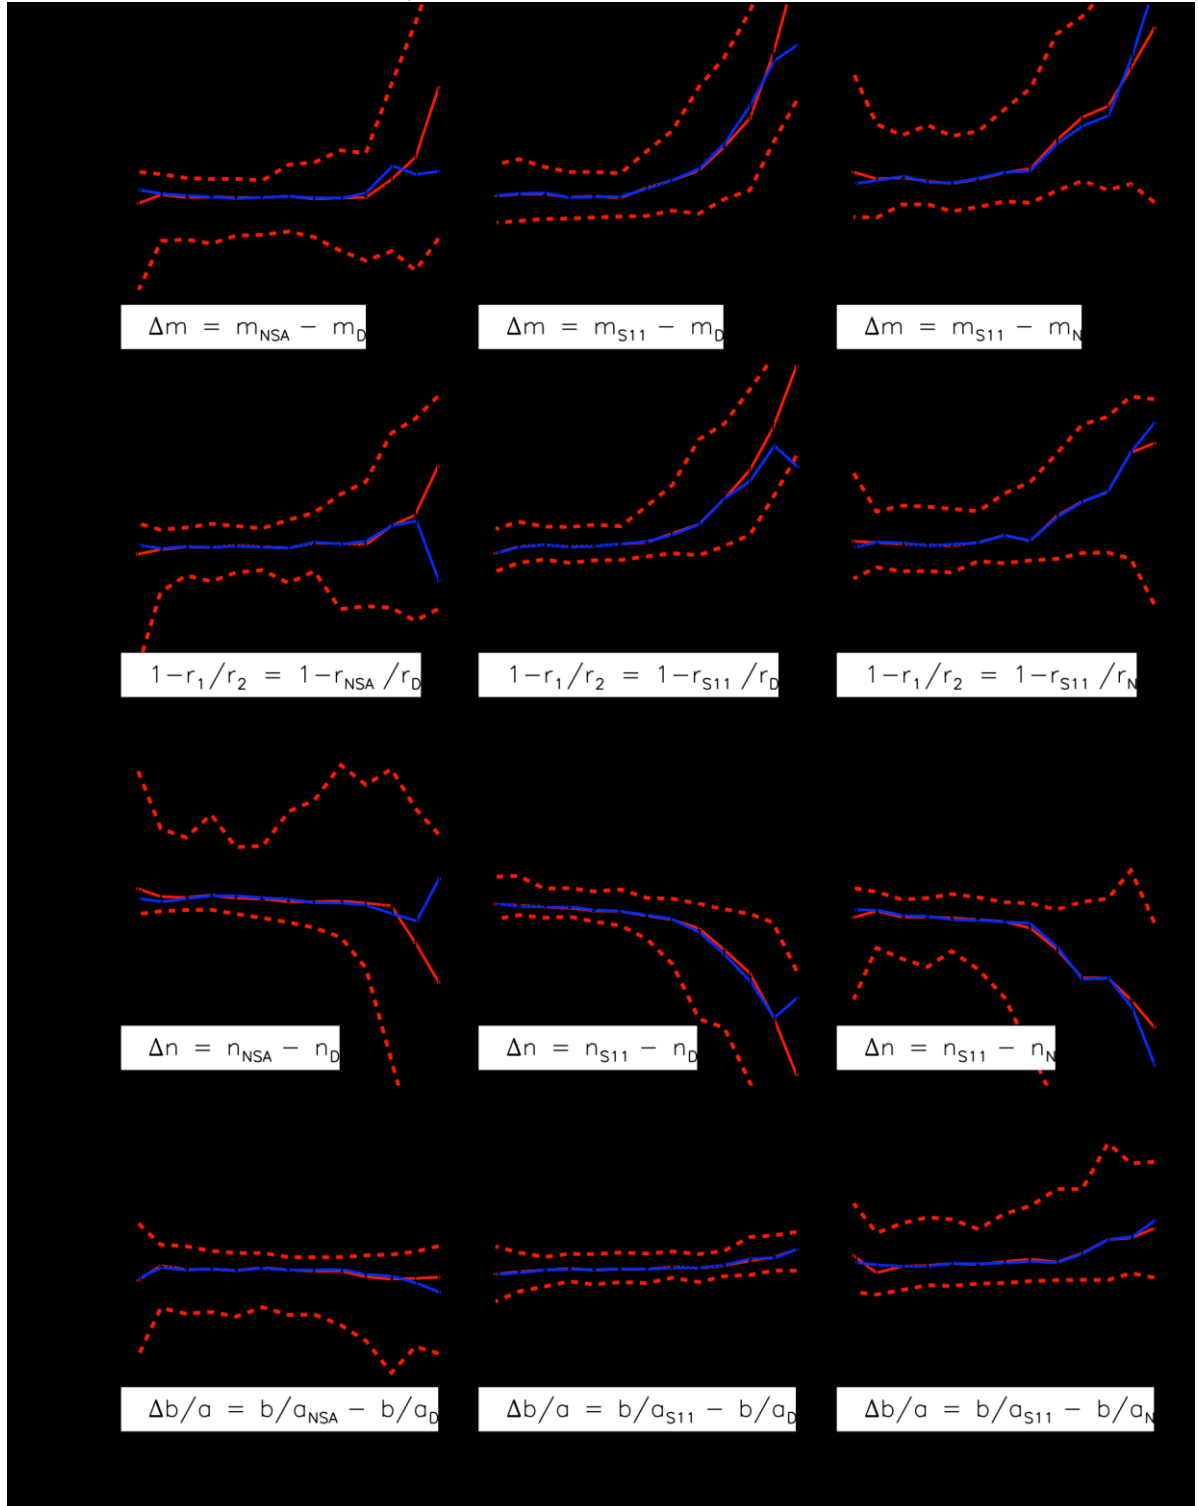 Δm = m_NSA − m_D
Δm = m_S11 − m_D
Δm = m_S11 − m_N
1−r_1/r_2 = 1−r_NSA/r_D
1−r_1/r_2 = 1−r_S11/r_D
1−r_1/r_2 = 1−r_S11/r_N
Δn = n_NSA − n_D
Δn = n_S11 − n_D
Δn = n_S11 − n_N
Δb/a = b/a_NSA − b/a_D
Δb/a = b/a_S11 − b/a_D
Δb/a = b/a_S11 − b/a_N